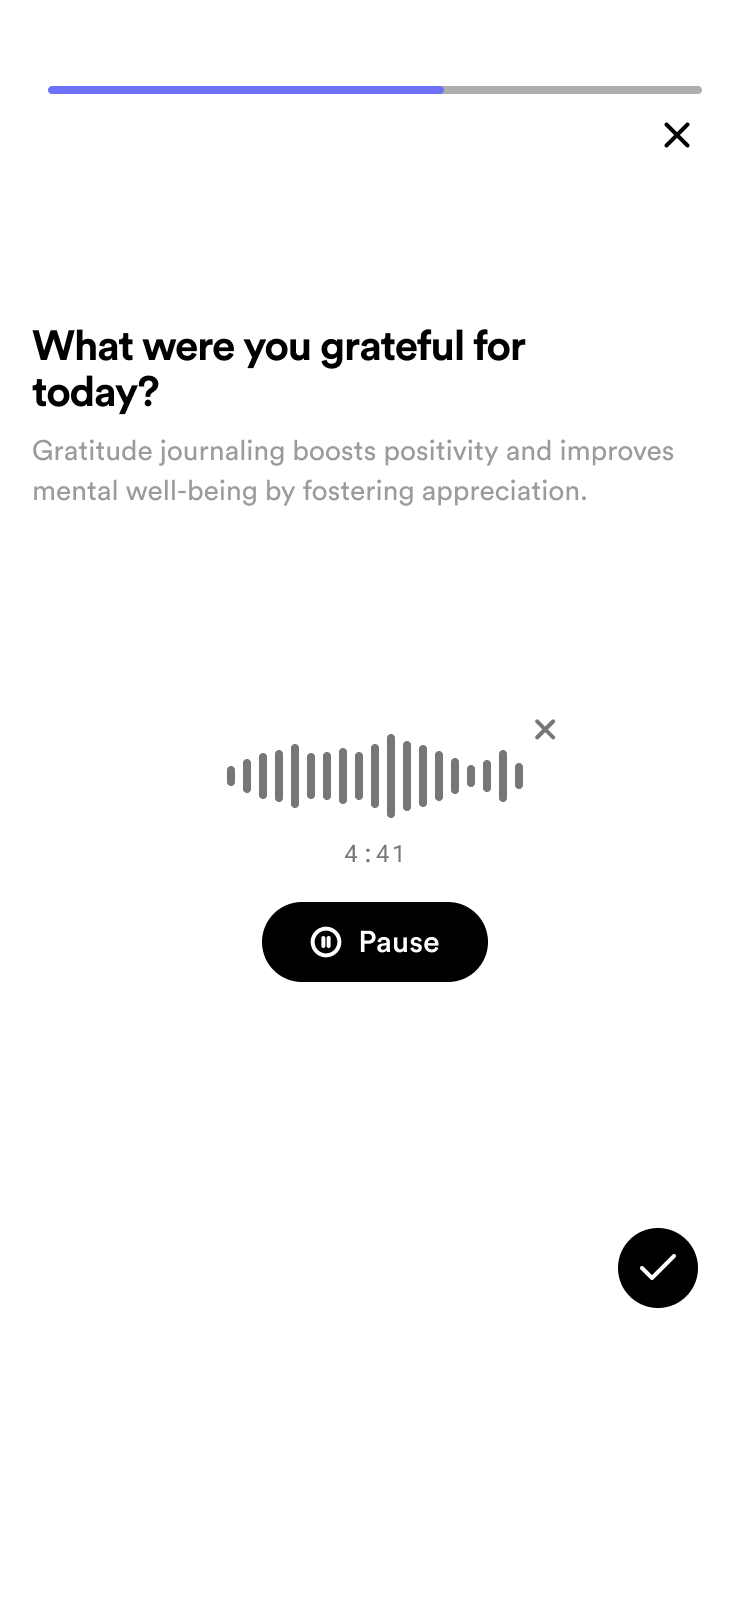 What were you grateful for
today?
Gratitude journaling boosts positivity and improves
mental well-being by fostering appreciation.
4:41
Pause